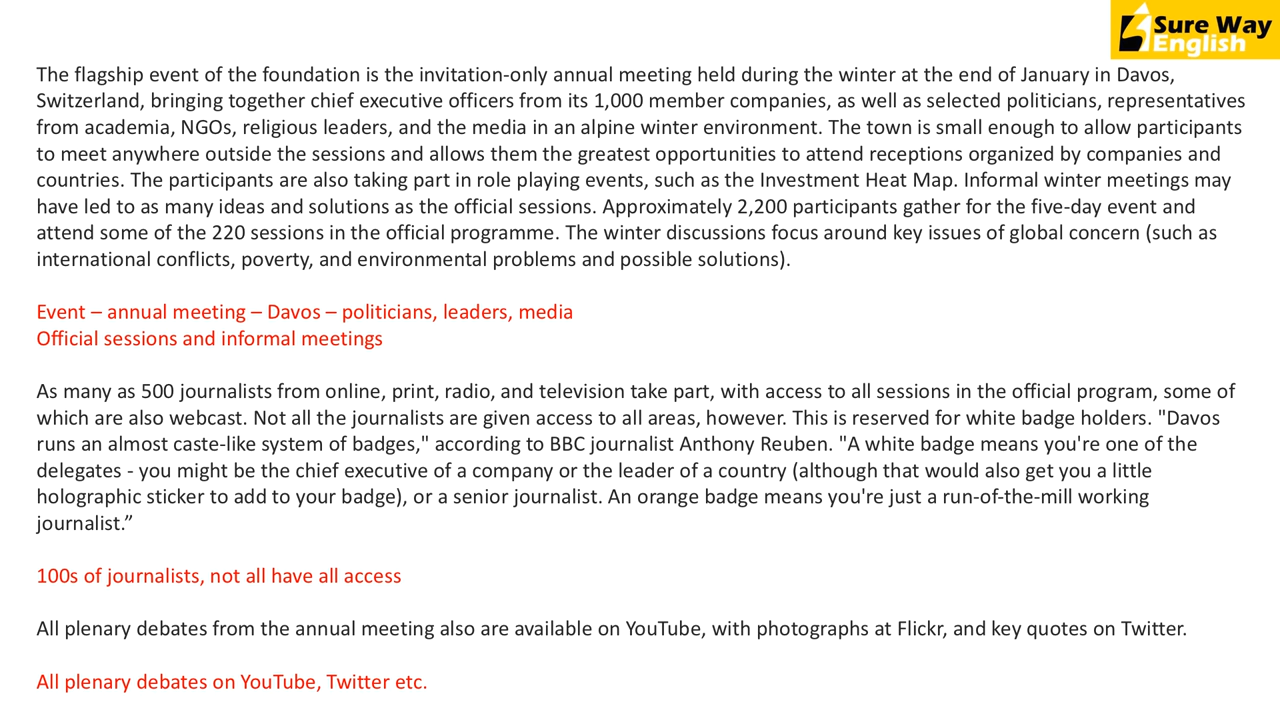 Sure Way
English
The flagship event of the foundation is the invitation-only annual meeting held during the winter at the end of January in Davos,
Switzerland, bringing together chief executive officers from its 1,000 member companies, as well as selected politicians, representatives
from academia, NGOs, religious leaders, and the media in an alpine winter environment. The town is small enough to allow participants
to meet anywhere outside the sessions and allows them the greatest opportunities to attend receptions organized by companies and
countries. The participants are also taking part in role playing events, such as the Investment Heat Map. Informal winter meetings may
have led to as many ideas and solutions as the official sessions. Approximately 2,200 participants gather for the five-day event and
attend some of the 220 sessions in the official programme. The winter discussions focus around key issues of global concern (such as
international conflicts, poverty, and environmental problems and possible solutions).
Event – annual meeting – Davos – politicians, leaders, media
Official sessions and informal meetings
As many as 500 journalists from online, print, radio, and television take part, with access to all sessions in the official program, some of
which are also webcast. Not all the journalists are given access to all areas, however. This is reserved for white badge holders. "Davos
runs an almost caste-like system of badges," according to BBC journalist Anthony Reuben. "A white badge means you're one of the
delegates - you might be the chief executive of a company or the leader of a country (although that would also get you a little
holographic sticker to add to your badge), or a senior journalist. An orange badge means you're just a run-of-the-mill working
journalist.”
100s of journalists, not all have all access
All plenary debates from the annual meeting also are available on YouTube, with photographs at Flickr, and key quotes on Twitter.
All plenary debates on YouTube, Twitter etc.